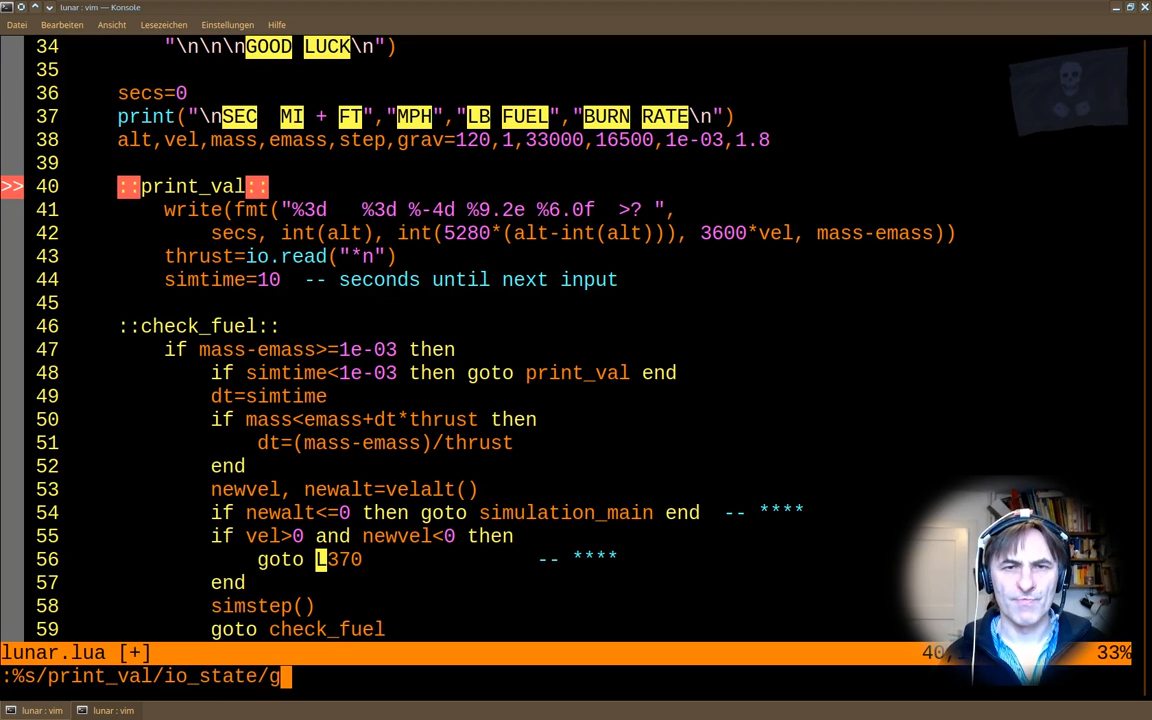 lunar : vim — Konsole
Datei Bearbeiten Ansicht Lesezeichen Einstellungen Hilfe
34 "\n\n\nGOOD LUCK\n")
35
36 secs=0
37 print("\nSEC  MI + FT","MPH","LB FUEL","BURN RATE\n")
38 alt,vel,mass,emass,step,grav=120,1,33000,16500,1e-03,1.8
39
>> 40 ::print_val::
41 write(fmt("%3d   %3d %-4d %9.2e %6.0f  >? ",
42 secs, int(alt), int(5280*(alt-int(alt))), 3600*vel, mass-emass))
43 thrust=io.read("*n")
44 simtime=10  -- seconds until next input
45
46 ::check_fuel::
47 if mass-emass>=1e-03 then
48 if simtime<1e-03 then goto print_val end
49 dt=simtime
50 if mass<emass+dt*thrust then
51 dt=(mass-emass)/thrust
52 end
53 newvel, newalt=velalt()
54 if newalt<=0 then goto simulation_main end  -- ****
55 if vel>0 and newvel<0 then
56 goto L370 -- ****
57 end
58 simstep()
59 goto check_fuel
lunar.lua [+] 40, 33%
:%s/print_val/io_state/g
lunar : vim lunar : vim